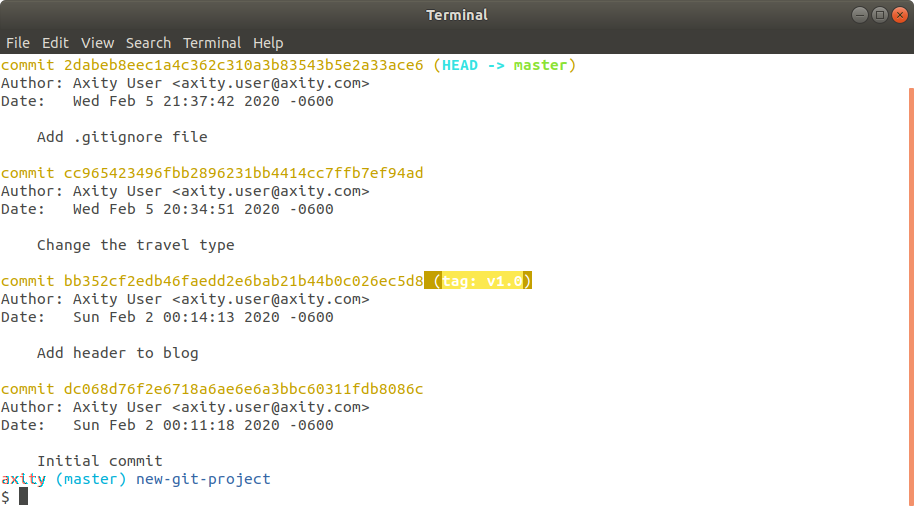 Terminal
File Edit View Search Terminal Help
commit 2dabeb8eec1a4c362c310a3b83543b5e2a33ace6 (HEAD -> master)
Author: Axity User <axity.user@axity.com>
Date:   Wed Feb 5 21:37:42 2020 -0600
    Add .gitignore file
commit cc965423496fbb2896231bb4414cc7ffb7ef94ad
Author: Axity User <axity.user@axity.com>
Date:   Wed Feb 5 20:34:51 2020 -0600
    Change the travel type
commit bb352cf2edb46faedd2e6bab21b44b0c026ec5d8 (tag: v1.0)
Author: Axity User <axity.user@axity.com>
Date:   Sun Feb 2 00:14:13 2020 -0600
    Add header to blog
commit dc068d76f2e6718a6ae6e6a3bbc60311fdb8086c
Author: Axity User <axity.user@axity.com>
Date:   Sun Feb 2 00:11:18 2020 -0600
    Initial commit
axity (master) new-git-project
$